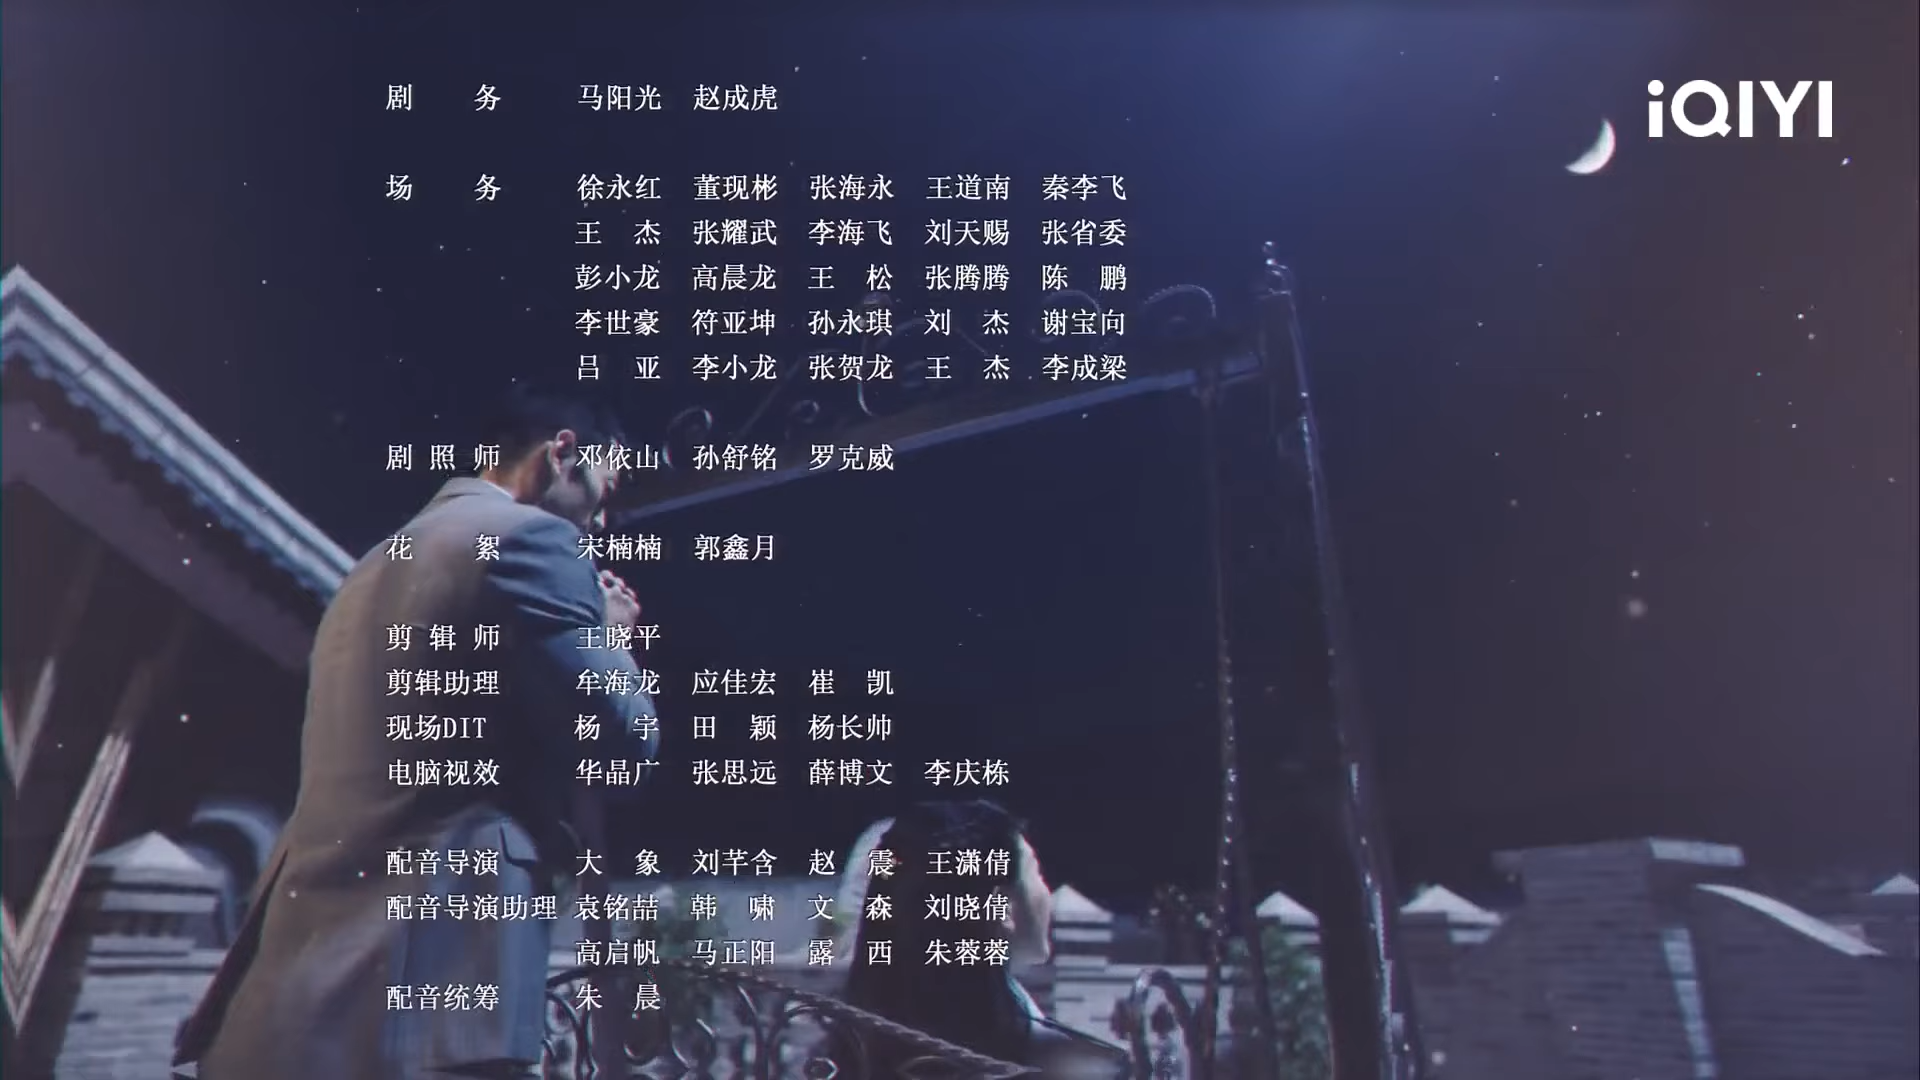 剧务 马阳光 赵成虎
iQIYI
场务 徐永红 董现彬 张海永 王道南 秦李飞
王杰 张耀武 李海飞 刘天赐 张省委
彭小龙 高晨龙 王松 张腾腾 陈鹏
李世豪 符亚坤 孙永琪 刘杰 谢宝向
吕亚 李小龙 张贺龙 王杰 李成梁
剧照师 邓依山 孙舒铭 罗克威
花絮 宋楠楠 郭鑫月
剪辑师 王晓平
剪辑助理 牟海龙 应佳宏 崔凯
现场DIT 杨宇 田颖 杨长帅
电脑视效 华晶广 张思远 薛博文 李庆栋
配音导演 大象 刘芊含 赵震 王潇倩
配音导演助理 袁铭喆 韩啸 文森 刘晓倩
高启帆 马正阳 露西 朱蓉蓉
配音统筹 朱晨